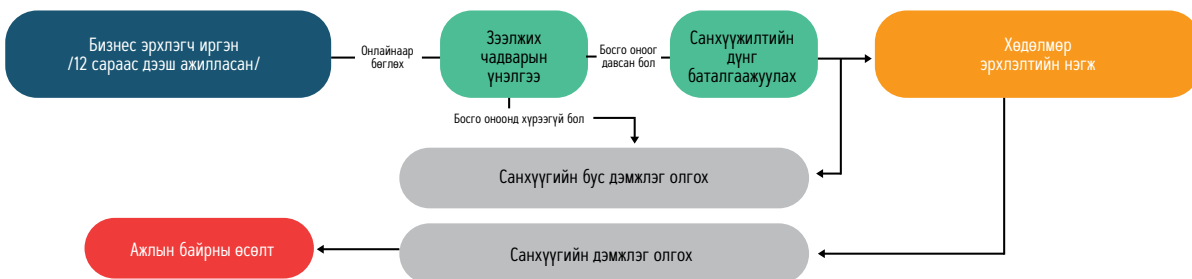 Бизнес эрхлэгч иргэн
/12 сараас дээш ажилласан/
Онлайнаар
бөглөх
Зээлжих
чадварын
үнэлгээ
Босго оноог
давсан бол
Санхүүжилтийн
дүнг
баталгаажуулах
Хөдөлмөр
эрхлэлтийн нэгж
Босго оноонд хүрээгүй бол
Санхүүгийн бус дэмжлэг олгох
Ажлын байрны өсөлт
Санхүүгийн дэмжлэг олгох